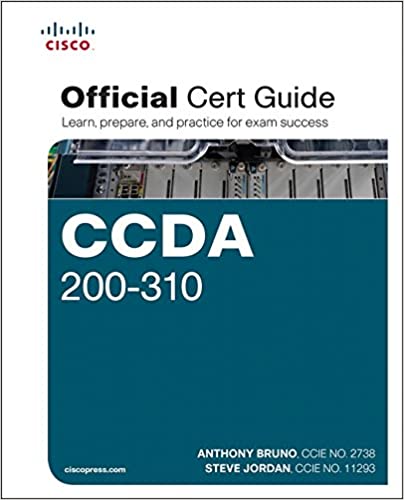 CISCO
Official Cert Guide
Learn, prepare, and practice for exam success
CCDA
200-310
ANTHONY BRUNO, CCIE NO. 2738
STEVE JORDAN, CCIE NO. 11293
ciscopress.com